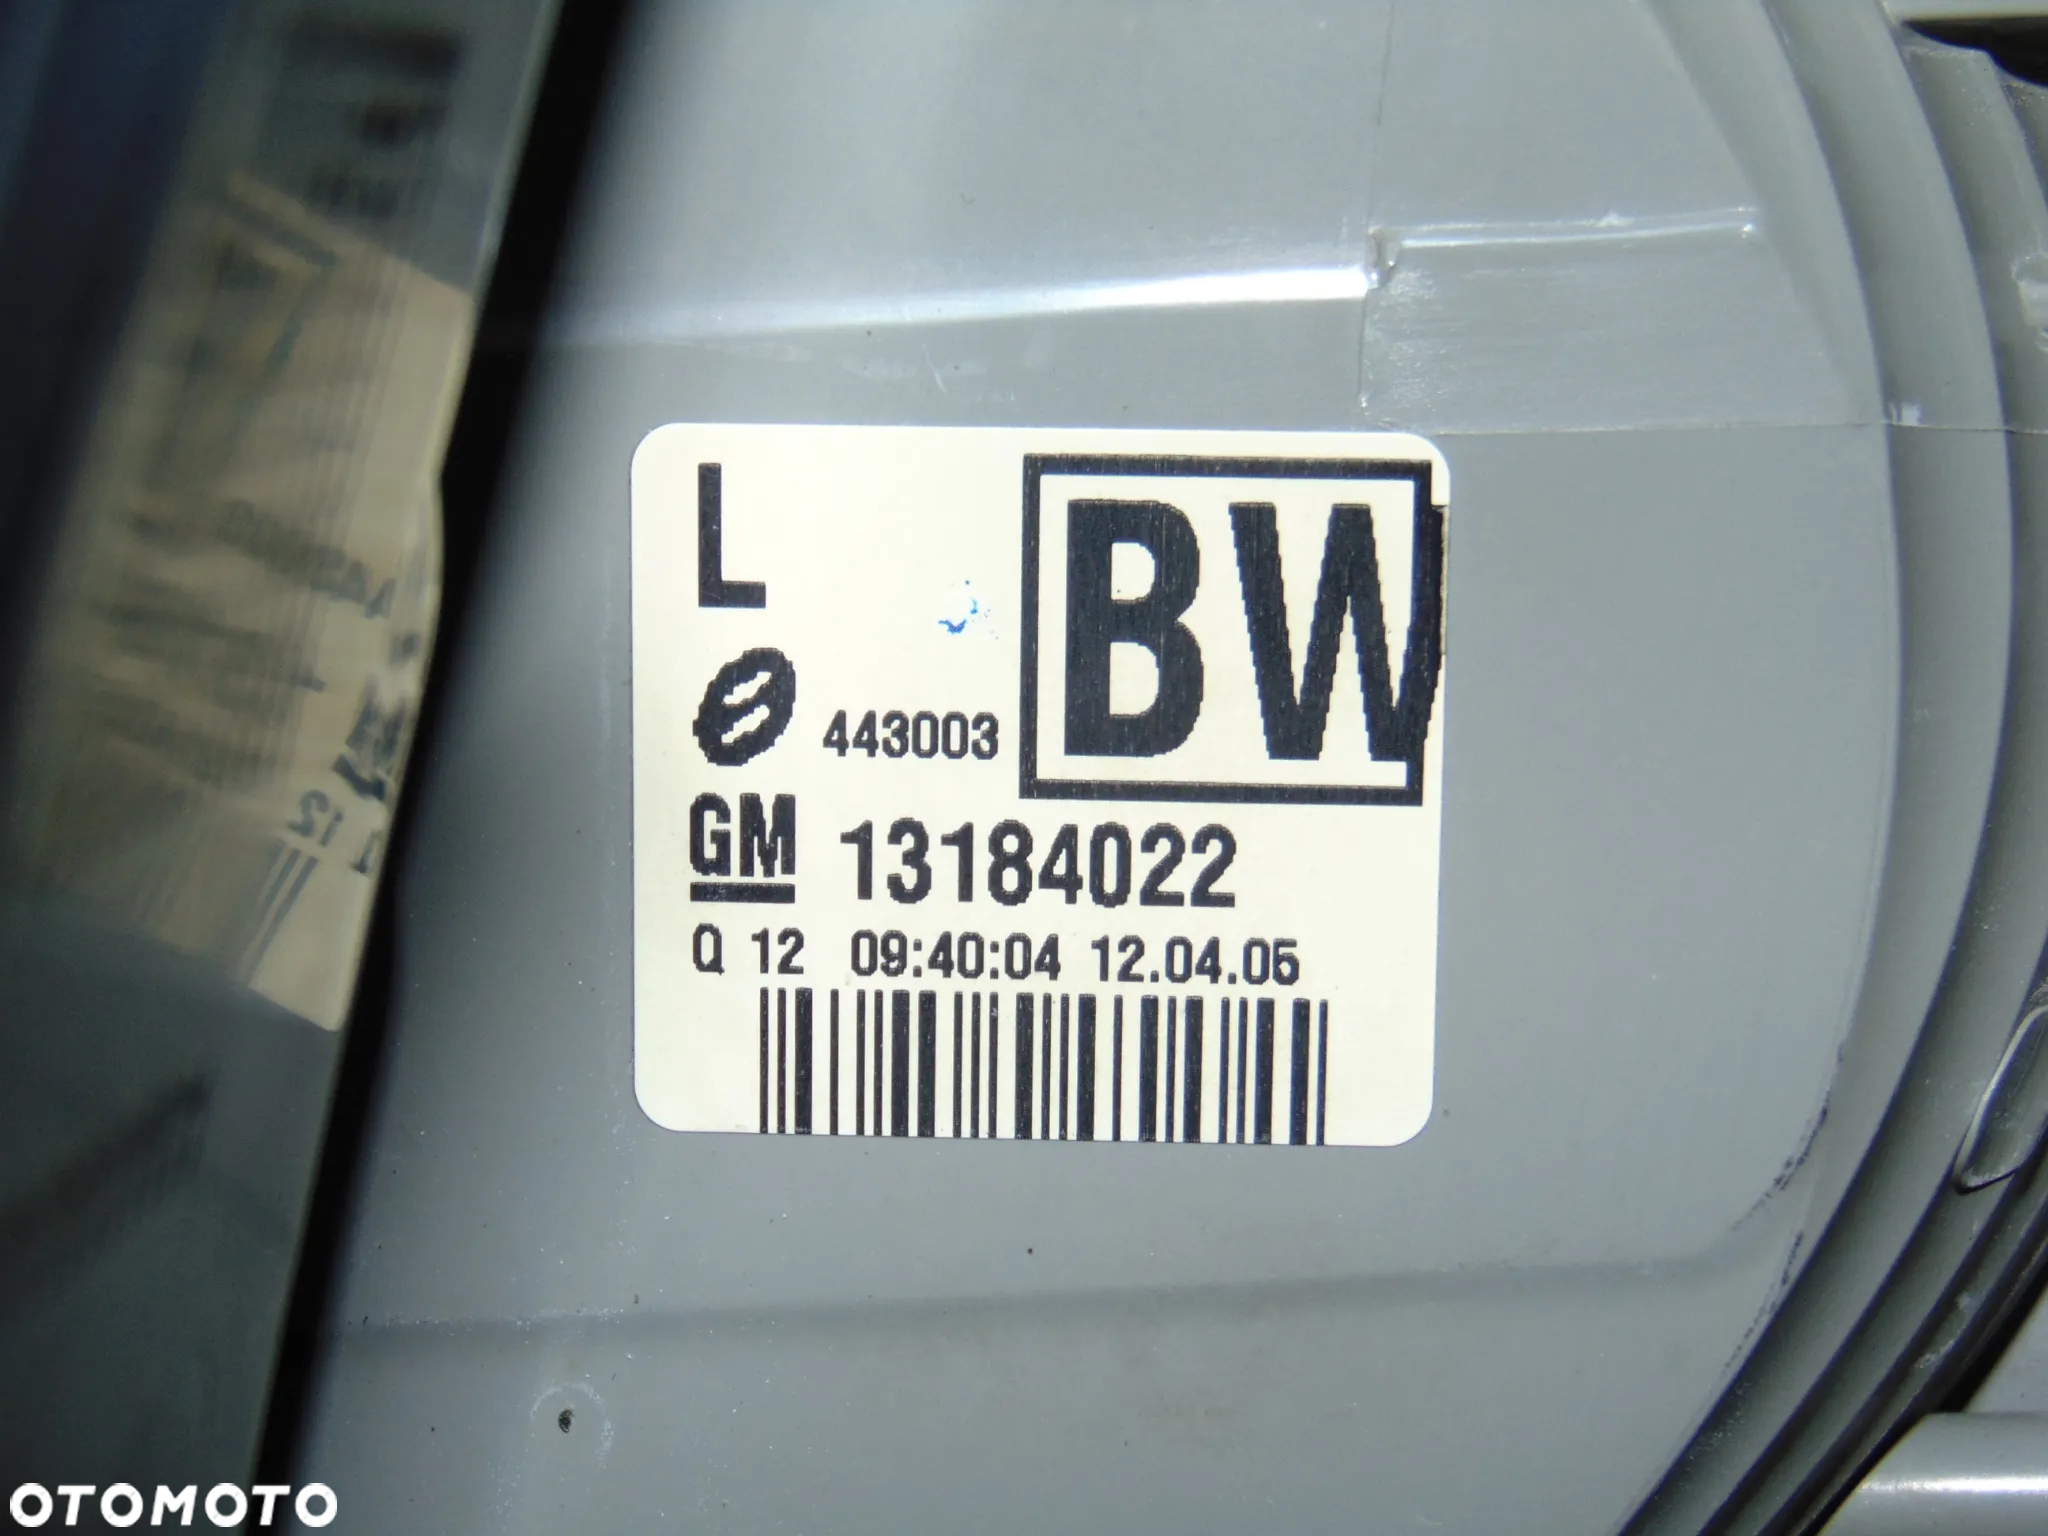 L
BW
443003
GM 13184022
Q 12 09:40:04 12.04.05
OTOMOTO